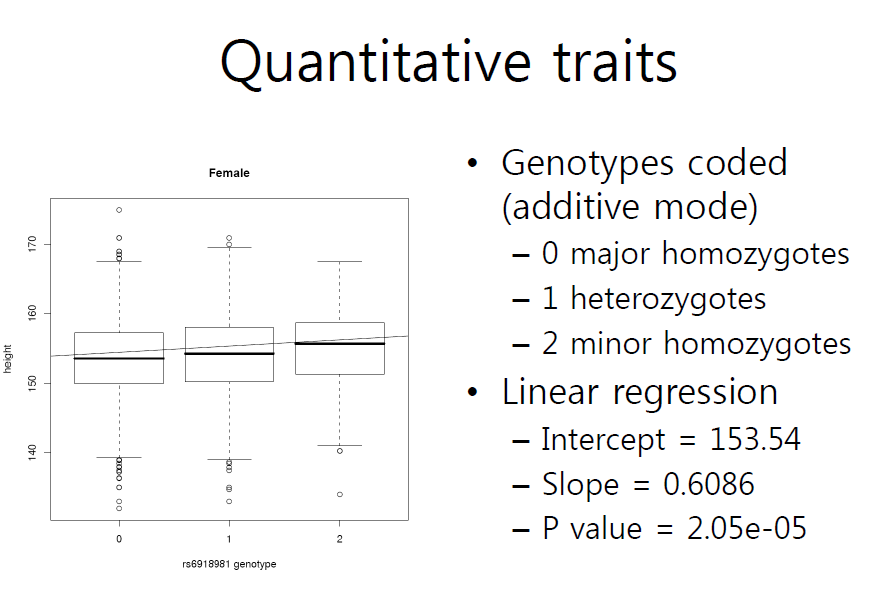 Quantitative traits
Female
170
160
150
140
height
0
1
2
rs6918981 genotype
• Genotypes coded
(additive mode)
– 0 major homozygotes
– 1 heterozygotes
– 2 minor homozygotes
• Linear regression
– Intercept = 153.54
– Slope = 0.6086
– P value = 2.05e-05